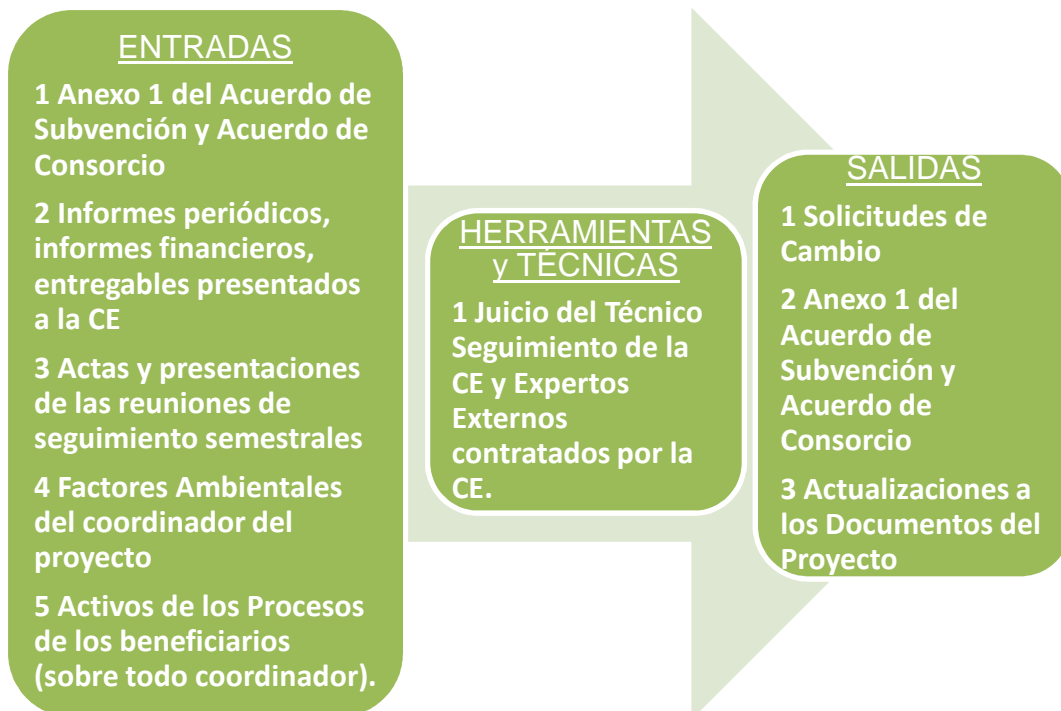 ENTRADAS
1 Anexo 1 del Acuerdo de
Subvención y Acuerdo de
Consorcio
2 Informes periódicos,
informes financieros,
entregables presentados
a la CE
3 Actas y presentaciones
de las reuniones de
seguimiento semestrales
4 Factores Ambientales
del coordinador del
proyecto
5 Activos de los Procesos
de los beneficiarios
(sobre todo coordinador).
HERRAMIENTAS
y TÉCNICAS
1 Juicio del Técnico
Seguimiento de la
CE y Expertos
Externos
contratados por la
CE.
SALIDAS
1 Solicitudes de
Cambio
2 Anexo 1 del
Acuerdo de
Subvención y
Acuerdo de
Consorcio
3 Actualizaciones a
los Documentos del
Proyecto